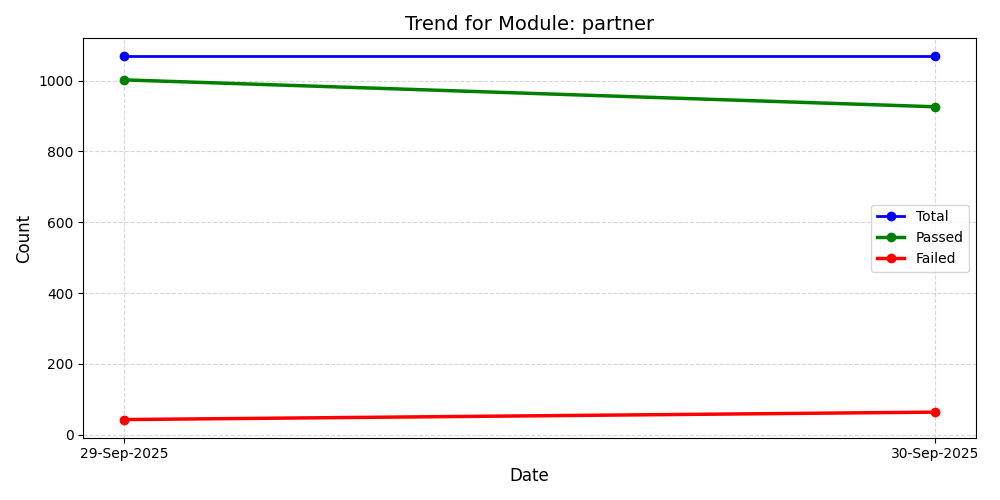 Trend for Module: partner
Count
1000
800
600
400
200
0
Total
Passed
Failed
29-Sep-2025
30-Sep-2025
Date